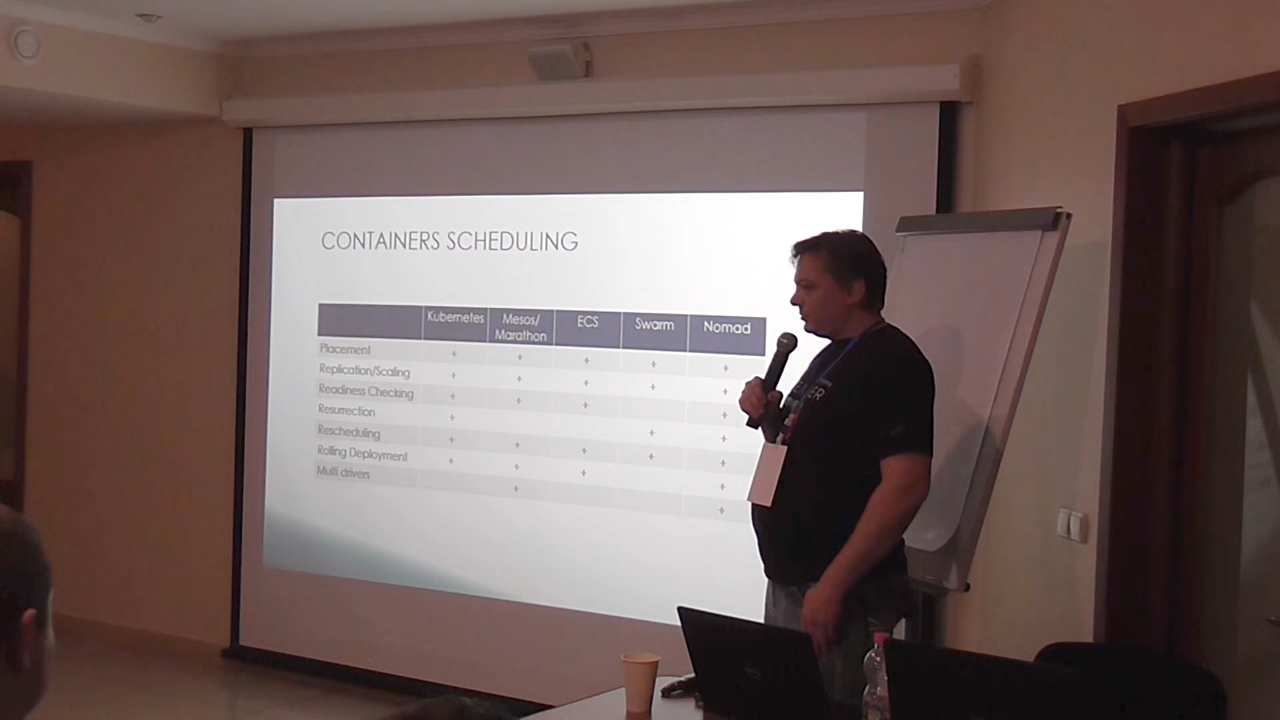 CONTAINERS SCHEDULING
Kubernetes Mesos/ ECS Swarm Nomad
Marathon
Placement + + + + +
Replication/Scaling + + + + +
Readiness Checking + + + +
Resurrection + + +
Rescheduling + + + + +
Rolling Deployment + + + +
Multi drivers + +